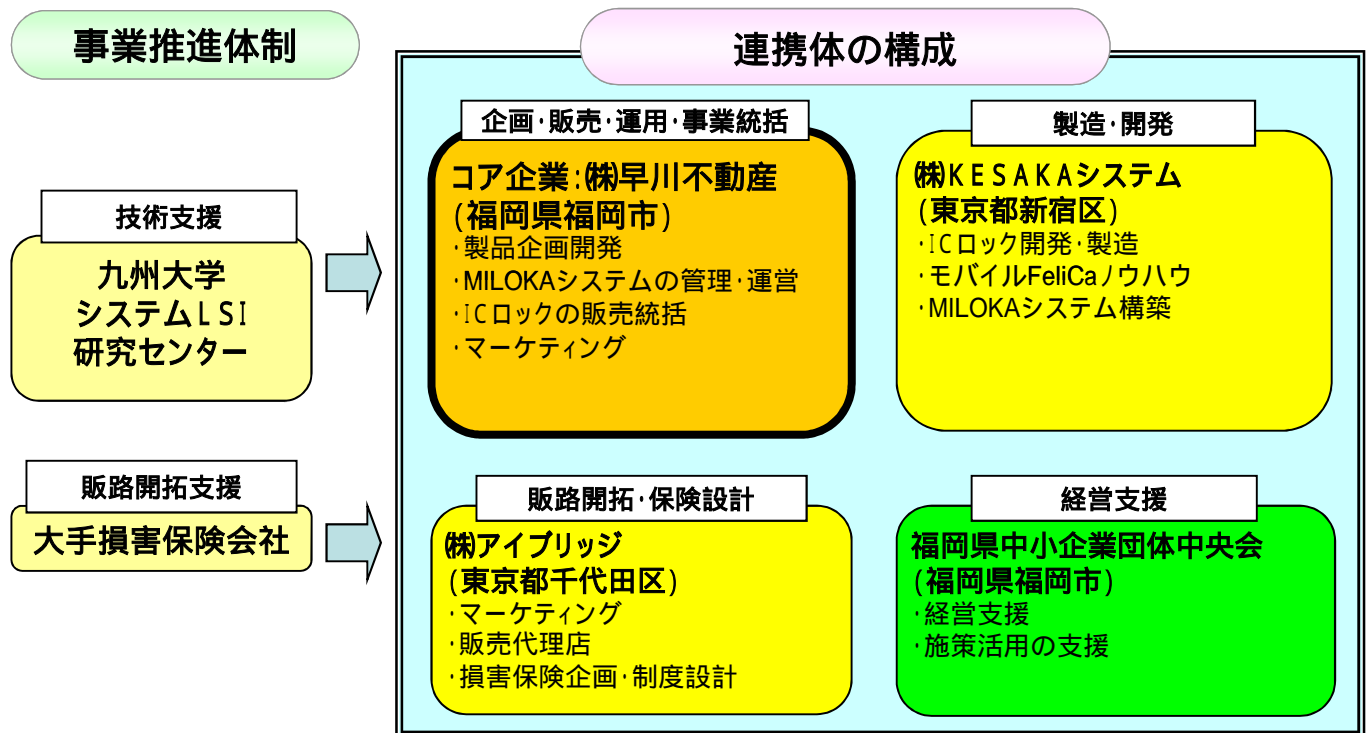 事業推進体制
連携体の構成
技術支援
九州大学
システムLSI
研究センター
販路開拓支援
大手損害保険会社
企画・販売・運用・事業統括
コア企業:㈱早川不動産
(福岡県福岡市)
・製品企画開発
・MILOKAシステムの管理・運営
・ICロックの販売統括
・マーケティング
製造・開発
㈱KESAKAシステム
(東京都新宿区)
・ICロック開発・製造
・モバイルFeliCaノウハウ
・MILOKAシステム構築
販路開拓・保険設計
㈱アイブリッジ
(東京都千代田区)
・マーケティング
・販売代理店
・損害保険企画・制度設計
経営支援
福岡県中小企業団体中央会
(福岡県福岡市)
・経営支援
・施策活用の支援